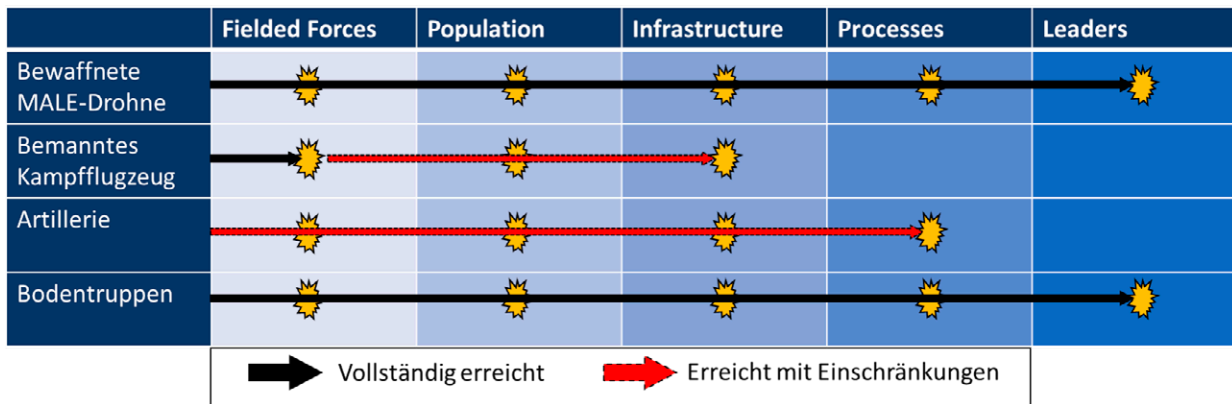 Fielded Forces Population Infrastructure Processes Leaders
Bewaffnete
MALE-Drohne
Bemanntes
Kampfflugzeug
Artillerie
Bodentruppen
Vollständig erreicht Erreicht mit Einschränkungen